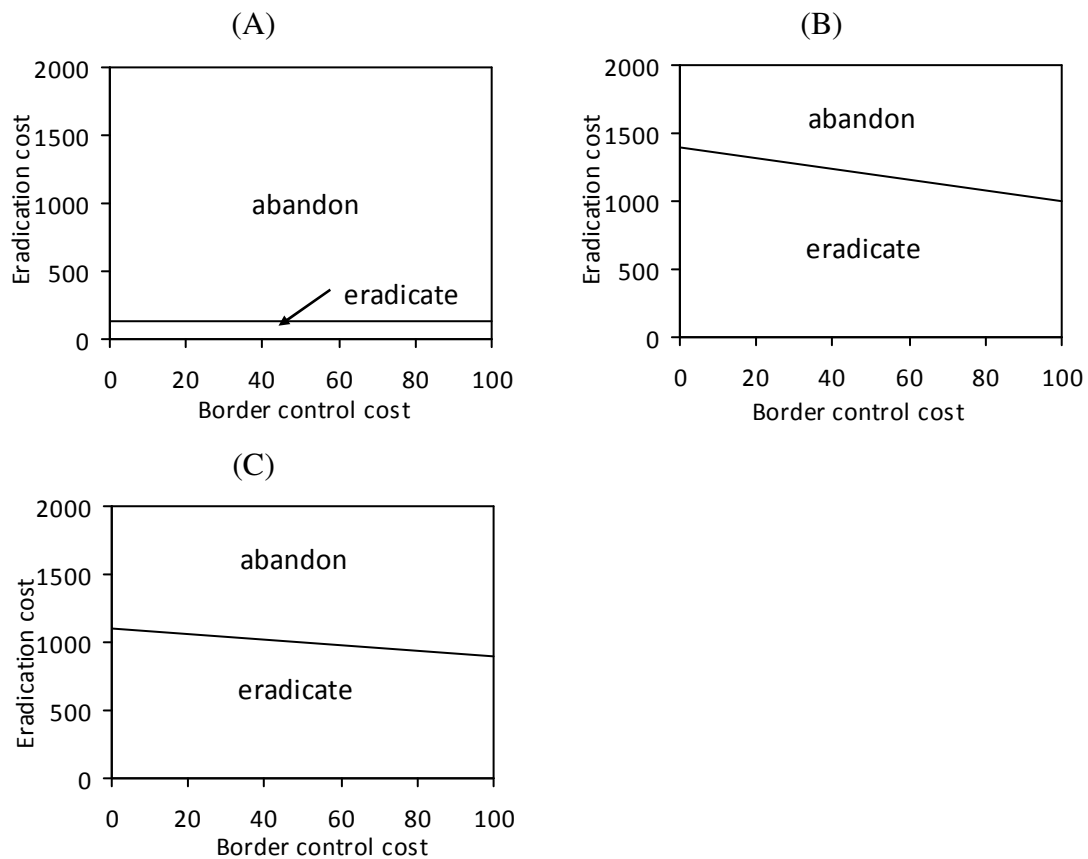 (A)
2000
1500
1000
500
0
Eradication cost
abandon
eradicate
0 20 40 60 80 100
Border control cost
(B)
2000
1500
1000
500
0
Eradication cost
abandon
eradicate
0 20 40 60 80 100
Border control cost
(C)
2000
1500
1000
500
0
Eradication cost
abandon
eradicate
0 20 40 60 80 100
Border control cost